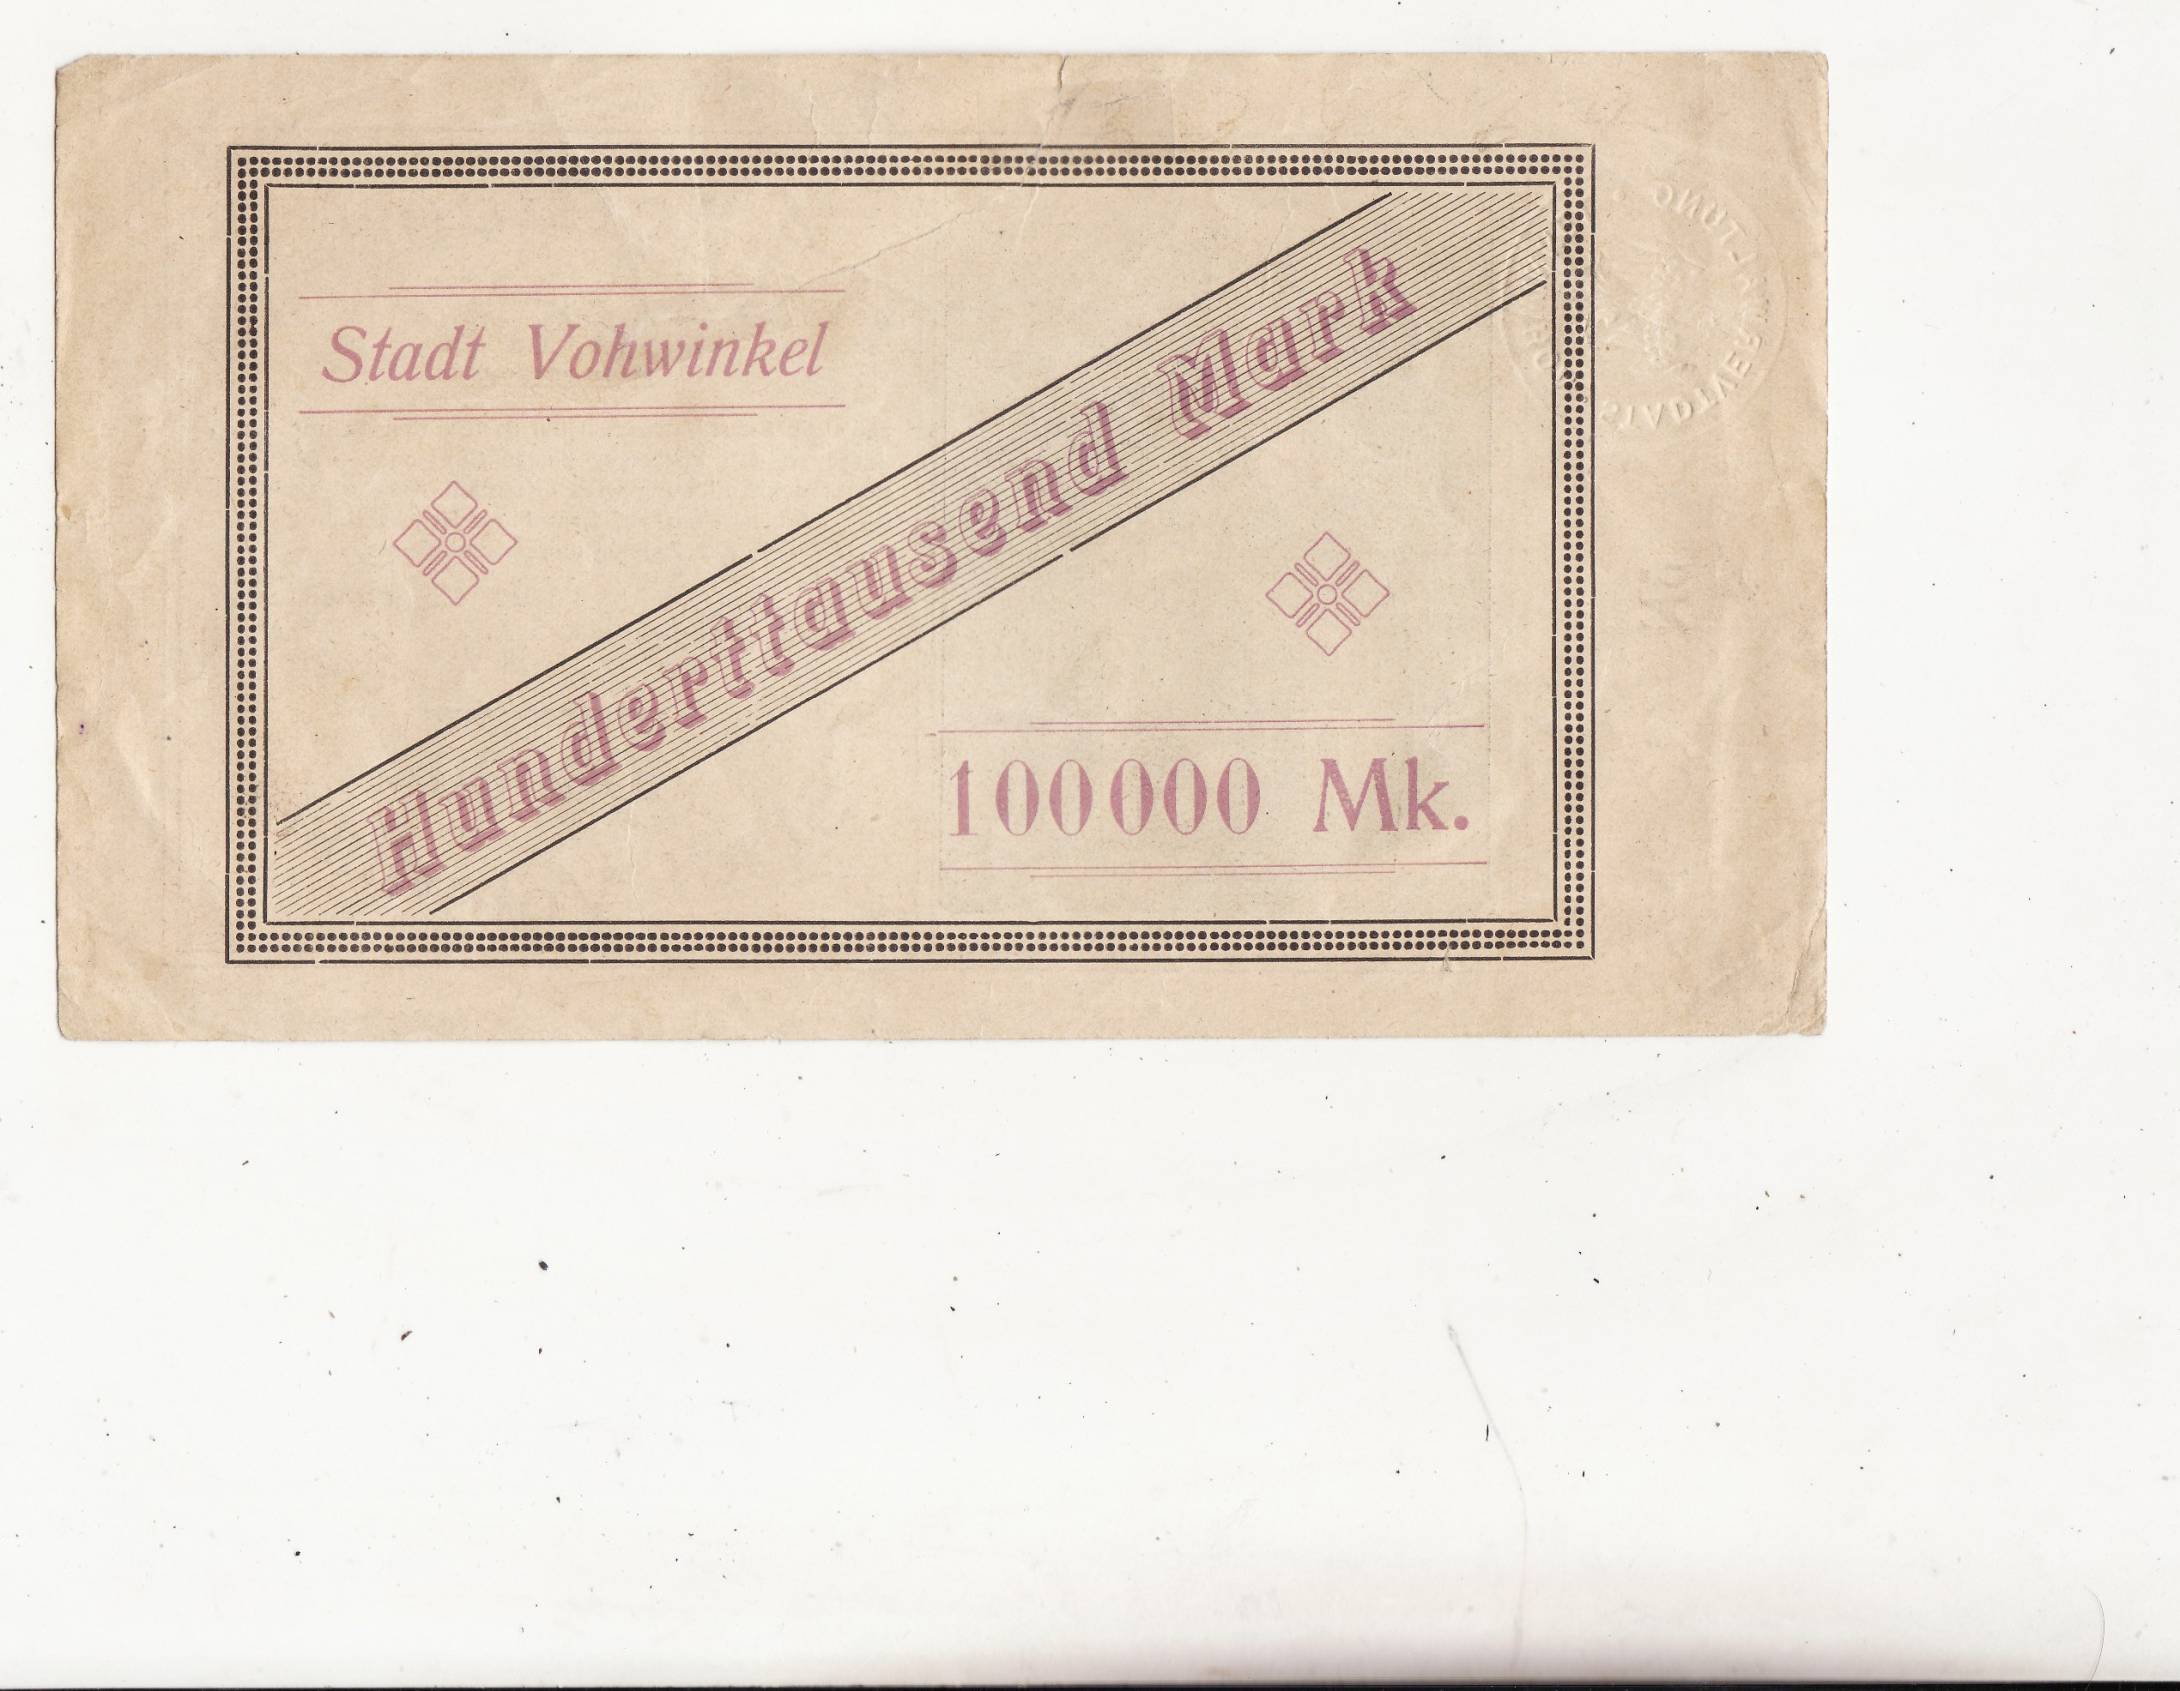 Stadt Vohwinkel
Hunderttausend Mark
100000 Mk.